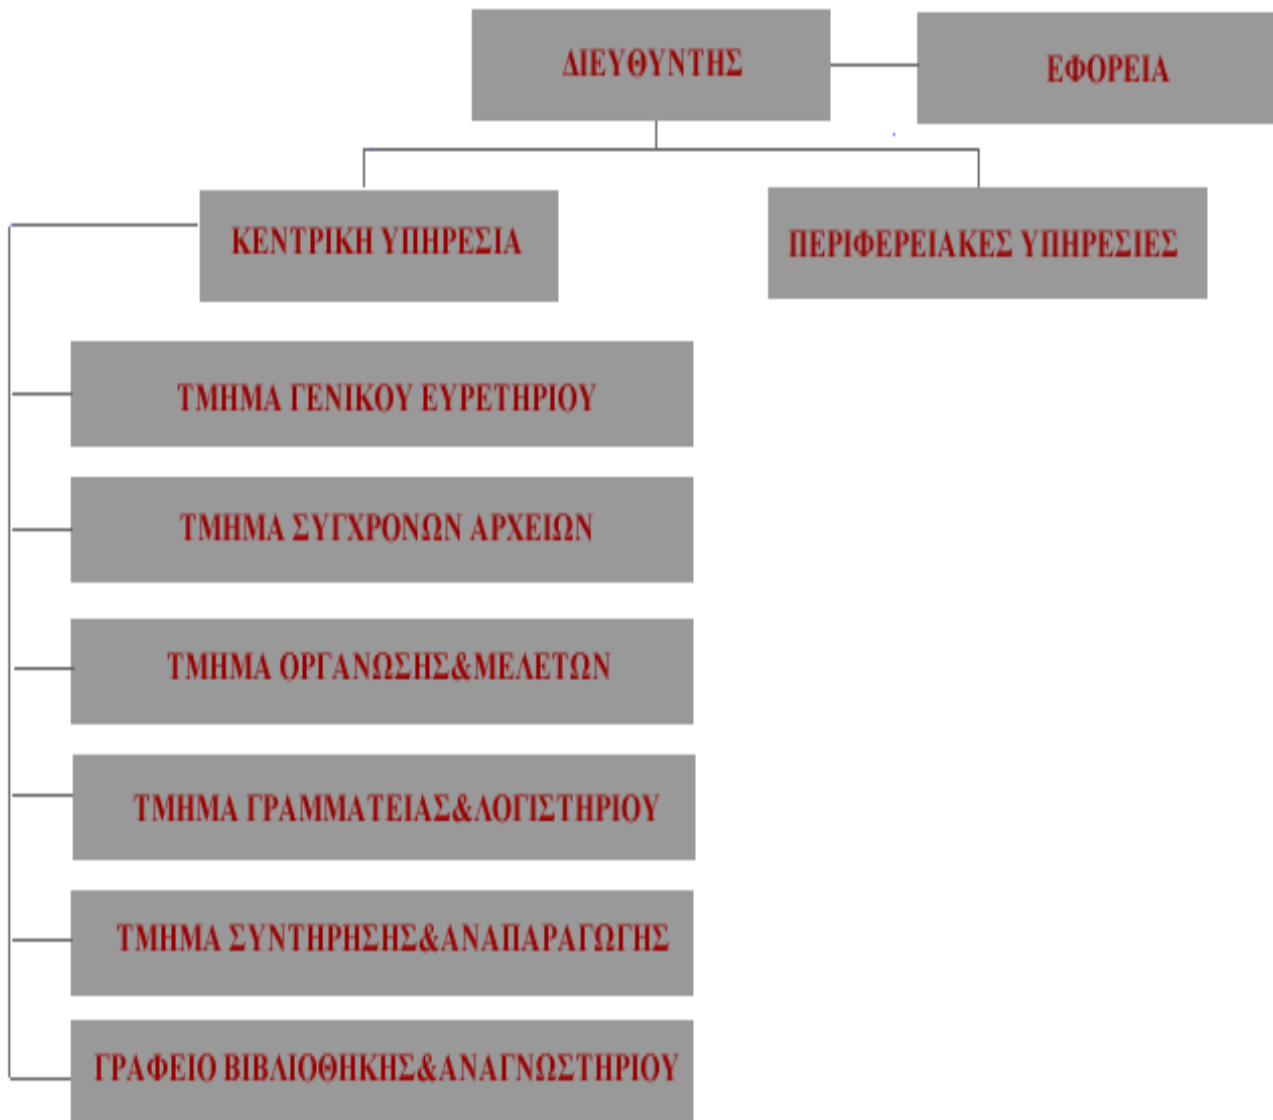 ΔΙΕΥΘΥΝΤΗΣ
ΕΦΟΡΕΙΑ
ΚΕΝΤΡΙΚΗ ΥΠΗΡΕΣΙΑ
ΠΕΡΙΦΕΡΕΙΑΚΕΣ ΥΠΗΡΕΣΙΕΣ
ΤΜΗΜΑ ΓΕΝΙΚΟΥ ΕΥΡΕΤΗΡΙΟΥ
ΤΜΗΜΑ ΣΥΓΧΡΟΝΩΝ ΑΡΧΕΙΩΝ
ΤΜΗΜΑ ΟΡΓΑΝΩΣΗΣ&ΜΕΛΕΤΩΝ
ΤΜΗΜΑ ΓΡΑΜΜΑΤΕΙΑΣ&ΛΟΓΙΣΤΗΡΙΟΥ
ΤΜΗΜΑ ΣΥΝΤΗΡΗΣΗΣ&ΑΝΑΠΑΡΑΓΩΓΗΣ
ΓΡΑΦΕΙΟ ΒΙΒΛΙΟΘΗΚΗΣ&ΑΝΑΓΝΩΣΤΗΡΙΟΥ